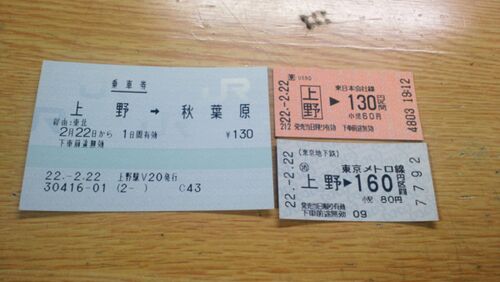 乗車券
上野 → 秋葉原
経由:東北
2月22日から 1日間有効
下車前途無効
¥130
22.-2.22 上野駅V20発行
30416-01 (2- ) C43
UENO
22.-2.22
東日本会社線
上野 ▶ 130円区間
小児60円
212 発売当日限り有効 下車前途無効
4803
(東京地下鉄)
22.-2.22
東京メトロ線
上野 ▶ 160円区間
小児 80円
発売当日限り有効
下車前途無効 09
7792